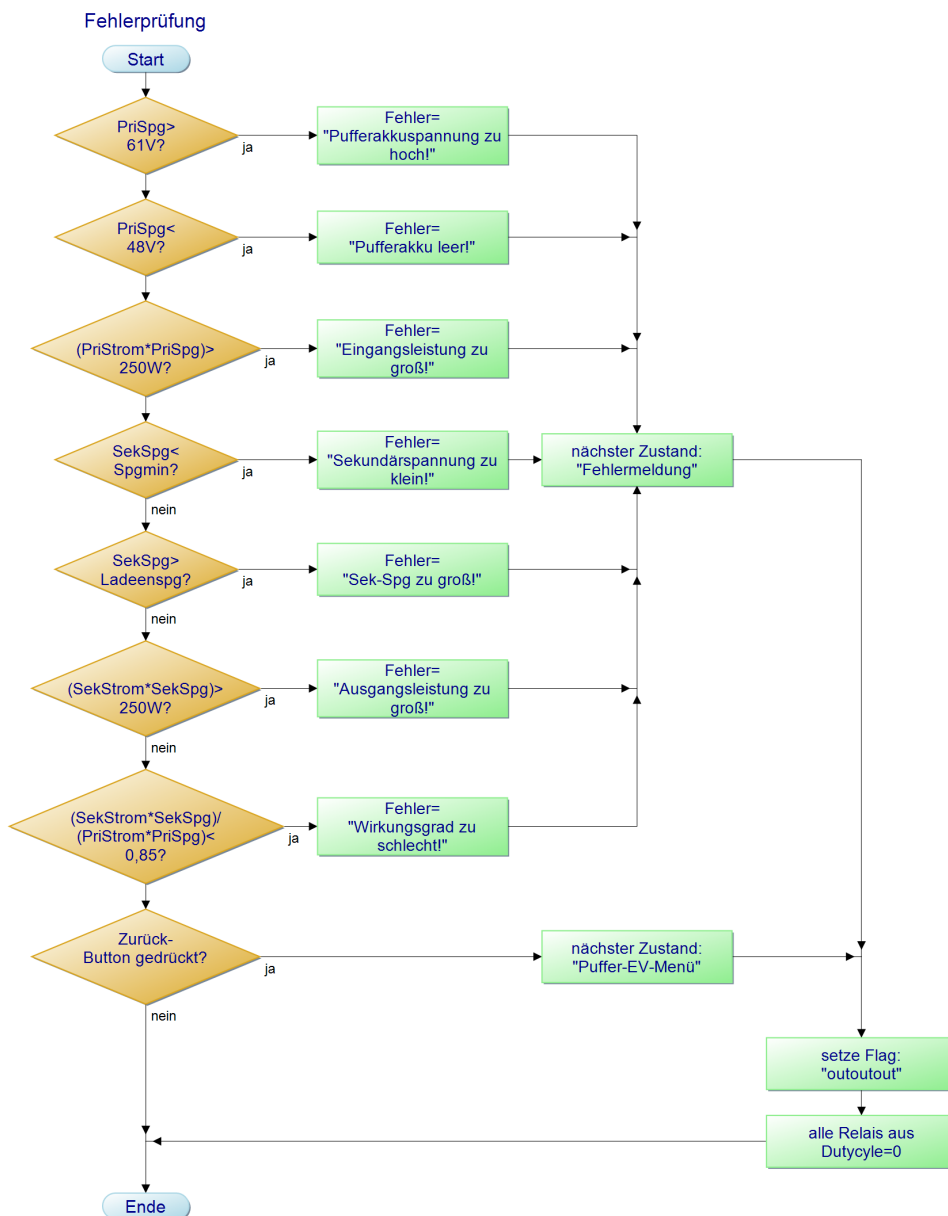 Fehlerprüfung
Start
PriSpg>
61V?
ja
Fehler=
"Pufferakkuspannung zu
hoch!"
PriSpg<
48V?
ja
Fehler=
"Pufferakku leer!"
(PriStrom*PriSpg)>
250W?
ja
Fehler=
"Eingangsleistung zu
groß!"
SekSpg<
Spgmin?
ja
nein
Fehler=
"Sekundärspannung zu
klein!"
nächster Zustand:
"Fehlermeldung"
SekSpg>
Ladeenspg?
ja
nein
Fehler=
"Sek-Spg zu groß!"
(SekStrom*SekSpg)>
250W?
ja
nein
Fehler=
"Ausgangsleistung zu
groß!"
(SekStrom*SekSpg)/
(PriStrom*PriSpg)<
0,85?
ja
Fehler=
"Wirkungsgrad zu
schlecht!"
Zurück-
Button gedrückt?
ja
nein
nächster Zustand:
"Puffer-EV-Menü"
setze Flag:
"outoutout"
alle Relais aus
Dutycyle=0
Ende